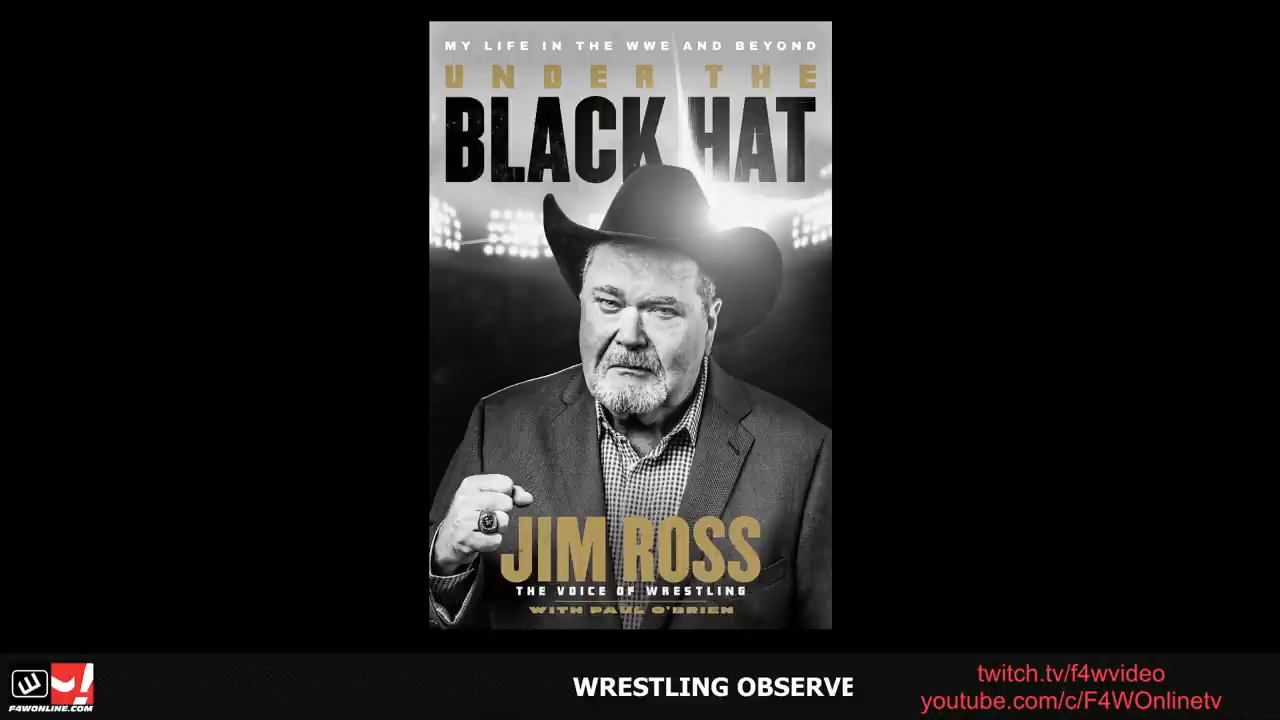 MY LIFE IN THE WWE AND BEYOND
UNDER THE
BLACK HAT
JIM ROSS
THE VOICE OF WRESTLING
WITH PAUL O'BRIEN
F4WONLINE.COM
WRESTLING OBSERVE
twitch.tv/f4wvideo
youtube.com/c/F4WOnlinetv